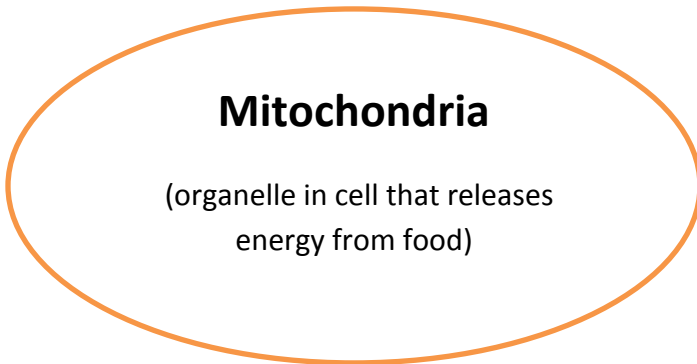 Mitochondria
(organelle in cell that releases
energy from food)